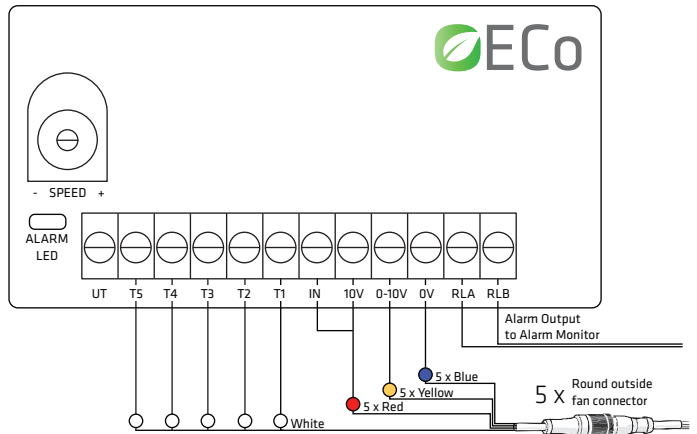 ECo
- SPEED +
ALARM
LED
UT T5 T4 T3 T2 T1 IN 10V 0-10V 0V RLA RLB
Alarm Output
to Alarm Monitor
5 x Blue
5 x Yellow
5 x Red
White
5 x Round outside
fan connector